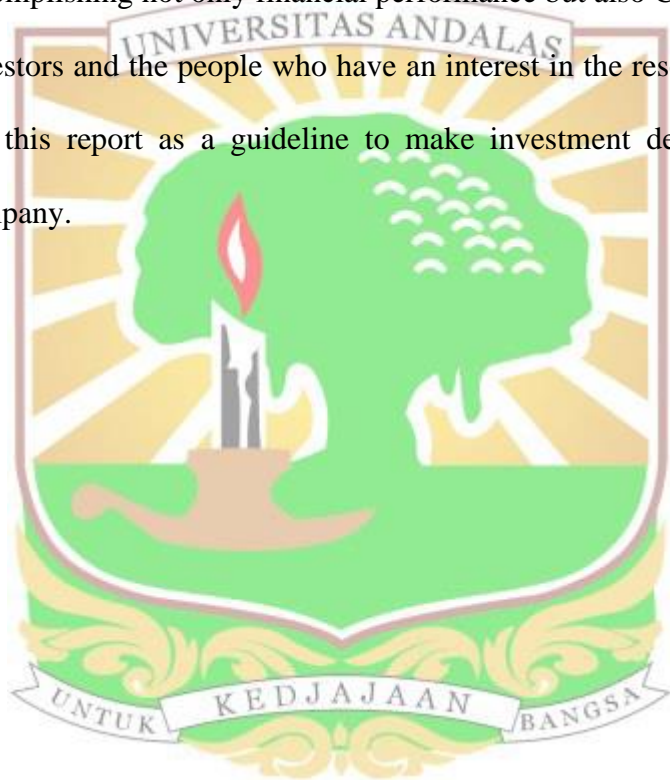 mplishing not only financial performance but also C
UNIVERSITAS ANDALAS
estors and the people who have an interest in the res
this report as a guideline to make investment de
pany.
UNTUK KEDJAJAAN BANGSA